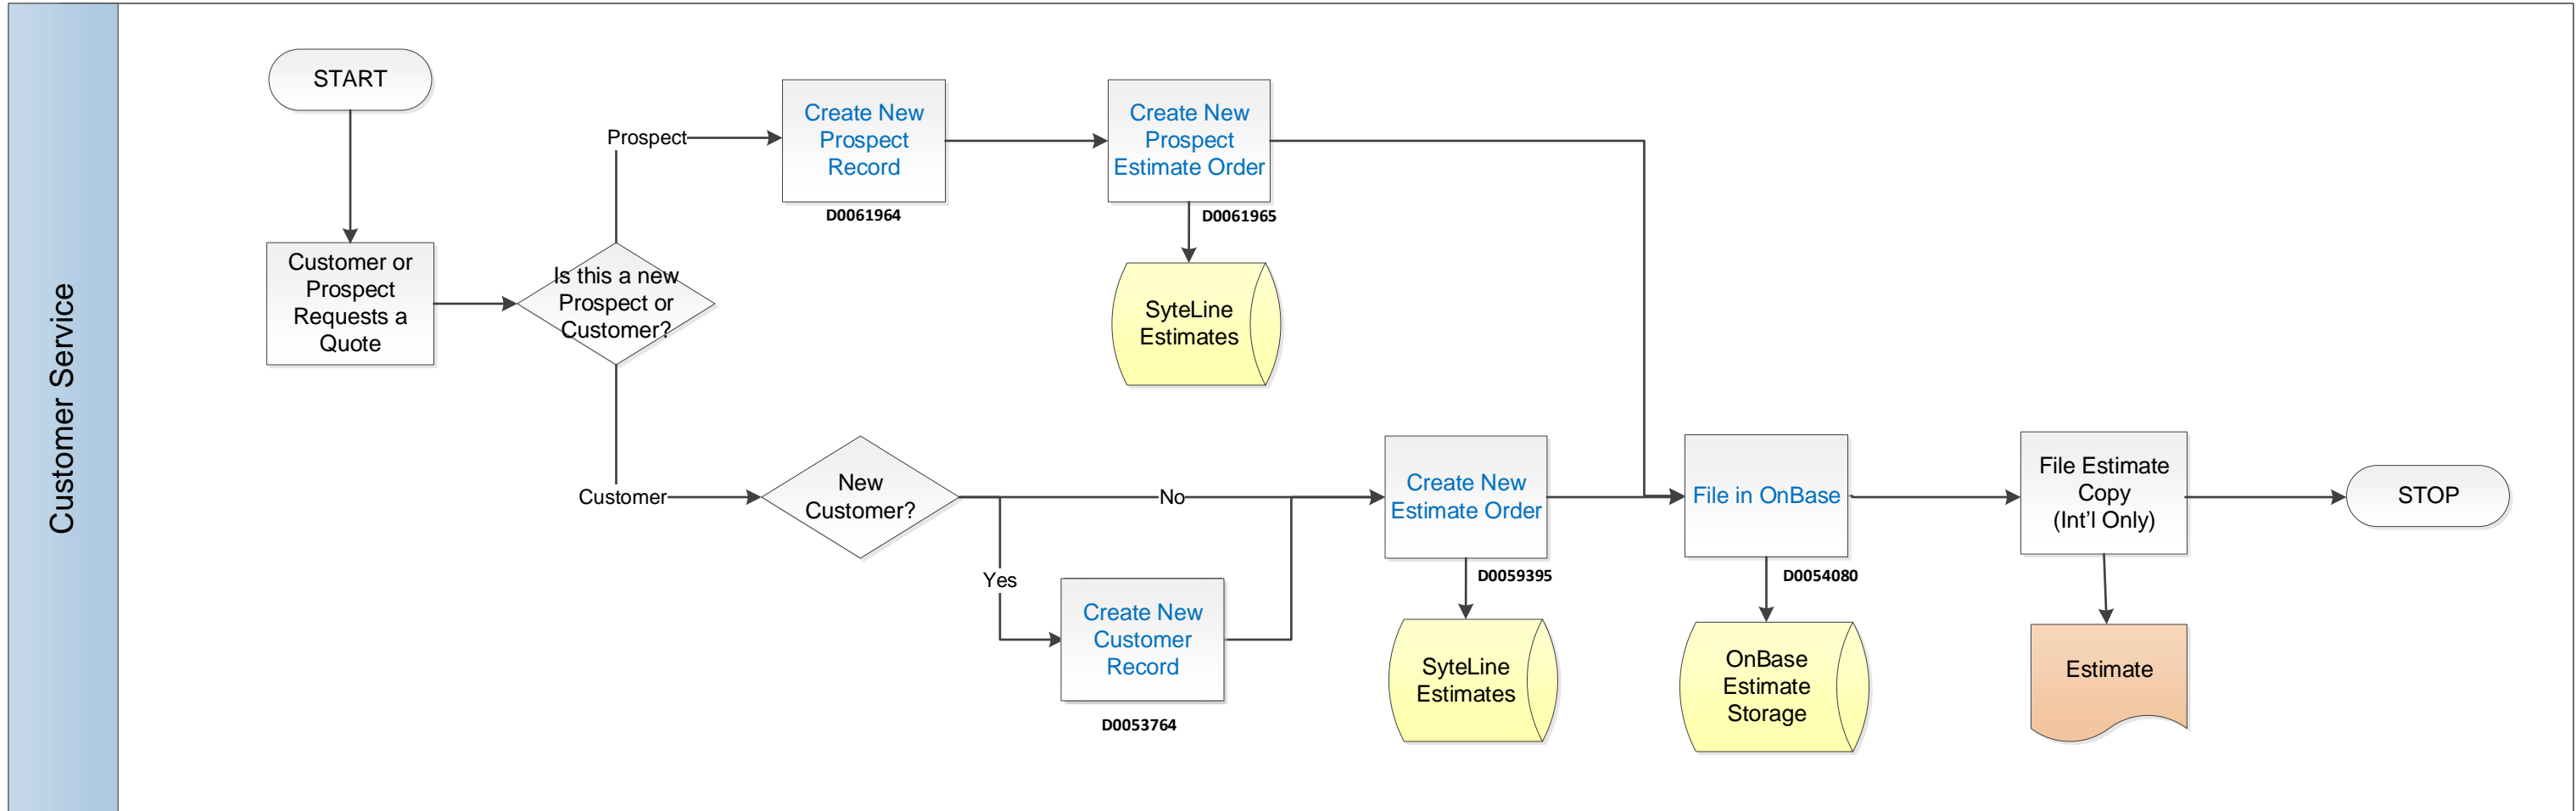 Customer Service
START
Customer or
Prospect
Requests a
Quote
Is this a new
Prospect or
Customer?
Prospect
Create New
Prospect
Record
D0061964
Create New
Prospect
Estimate Order
D0061965
SyteLine
Estimates
Customer
New
Customer?
No
Yes
Create New
Customer
Record
D0053764
Create New
Estimate Order
D0059395
SyteLine
Estimates
File in OnBase
D0054080
OnBase
Estimate
Storage
File Estimate
Copy
(Int'l Only)
Estimate
STOP